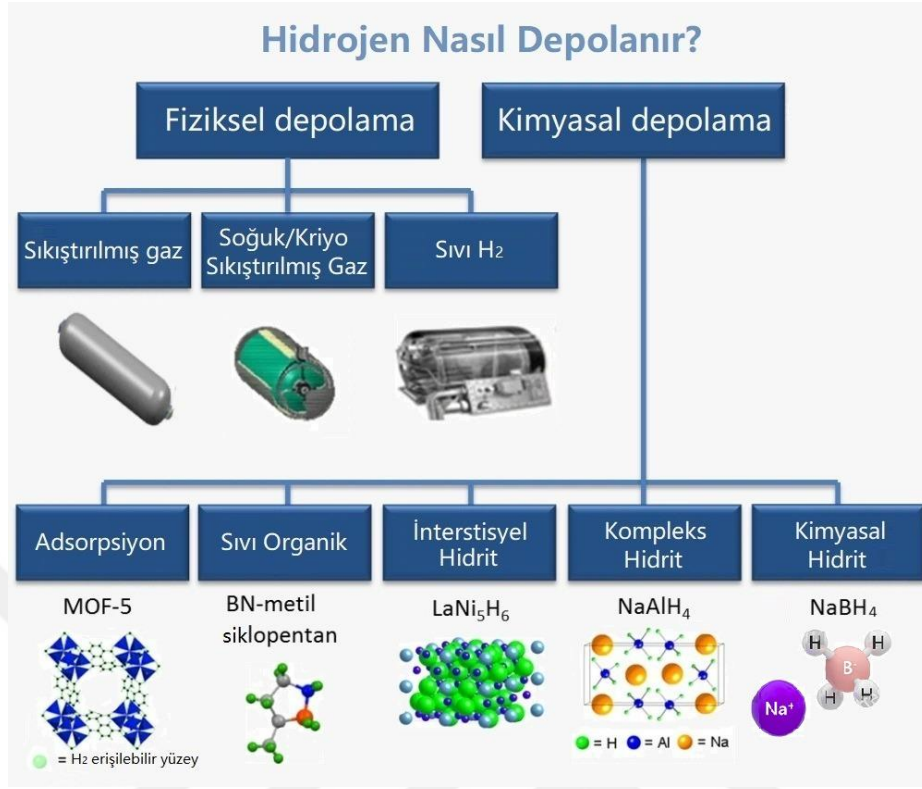 Hidrojen Nasıl Depolanır?
Fiziksel depolama
Kimyasal depolama
Sıkıştırılmış gaz
Soğuk/Kriyo
Sıkıştırılmış Gaz
Sıvı H₂
Adsorpsiyon
Sıvı Organik
İnterstisyel
Hidrit
Kompleks
Hidrit
Kimyasal
Hidrit
MOF-5
BN-metil
siklopentan
LaNi₅H₆
NaAlH₄
NaBH₄
H
H
B⁻
H
H
Na⁺
= H₂ erişilebilir yüzey
= H = Al = Na